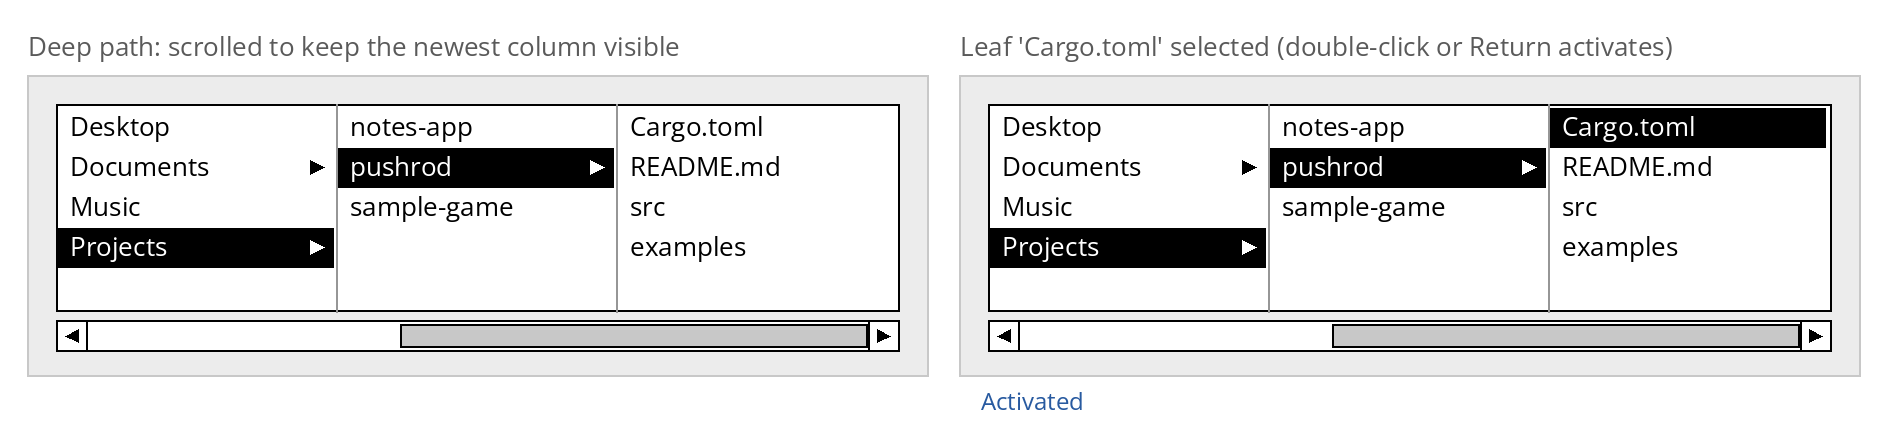 Deep path: scrolled to keep the newest column visible
Desktop
Documents
Music
Projects
notes-app
pushrod
sample-game
Cargo.toml
README.md
src
examples
Leaf 'Cargo.toml' selected (double-click or Return activates)
Desktop
Documents
Music
Projects
notes-app
pushrod
sample-game
Cargo.toml
README.md
src
examples
Activated